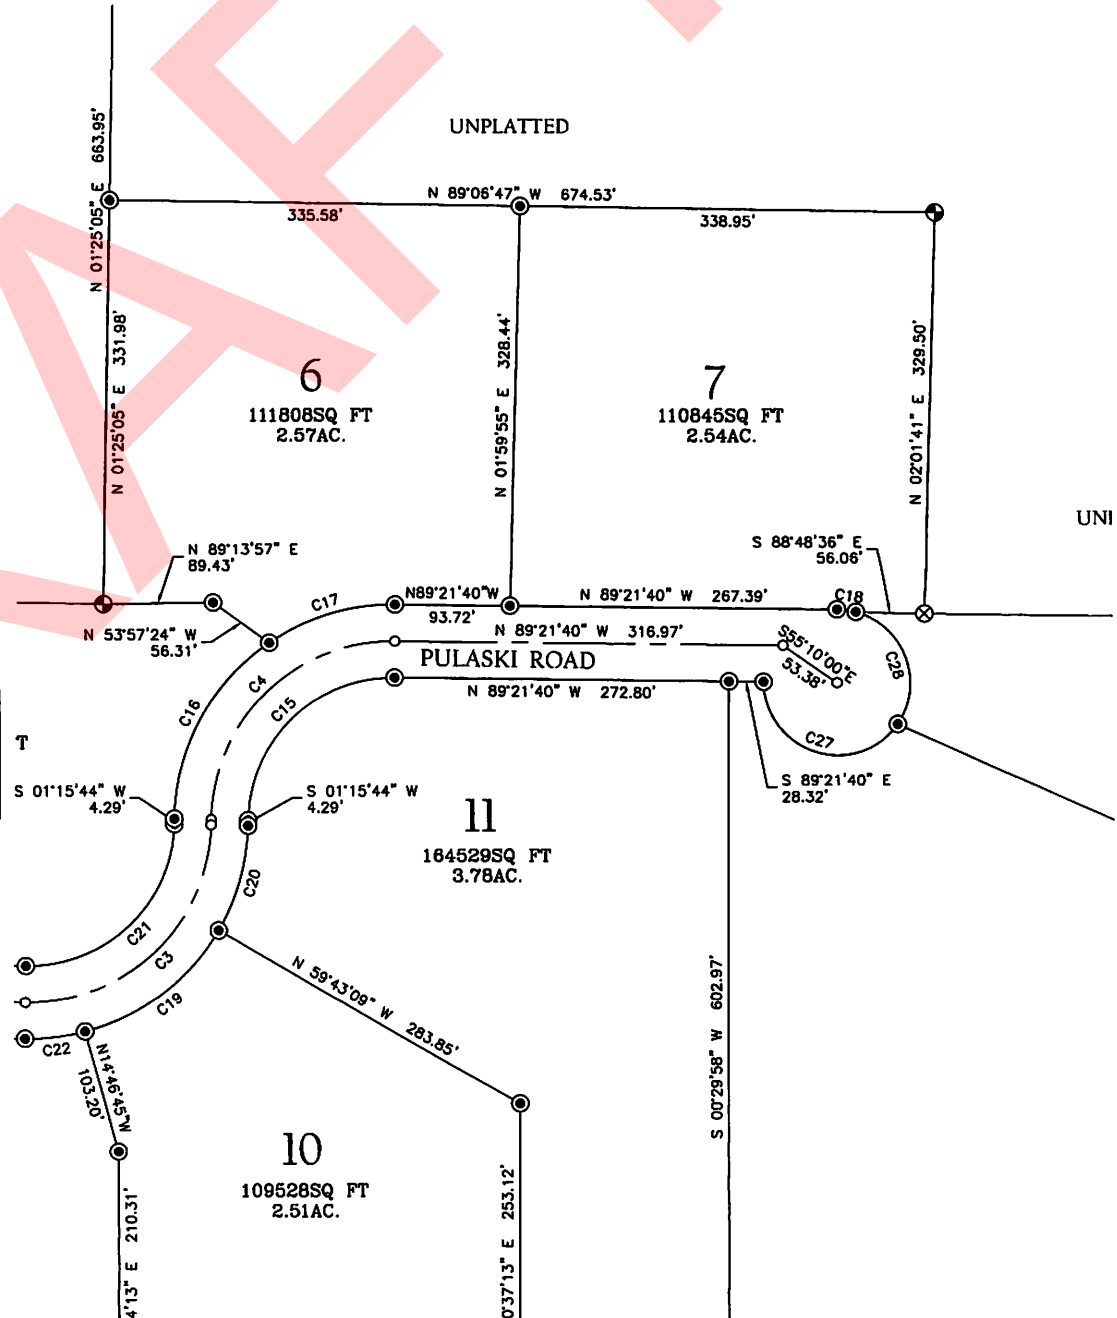 UNPLATTED
N 01°25'05" E 663.95'
N 89°06'47" W 674.53'
335.58'
338.95'
N 01°25'05" E 331.98'
N 01°59'55" E 328.44'
N 02°01'41" E 329.50'
6
111808SQ FT
2.57AC.
7
110845SQ FT
2.54AC.
UNI
N 89°13'57" E
89.43'
S 88°48'36" E
56.06'
C17
N89°21'40"W
93.72'
N 89°21'40" W 267.39'
C18
N 53°57'24" W
56.31'
N 89°21'40" W 316.97'
S55°10'00"E
53.38'
PULASKI ROAD
C4
C28
C16
C15
N 89°21'40" W 272.80'
C27
T
S 01°15'44" W
4.29'
S 01°15'44" W
4.29'
S 89°21'40" E
28.32'
11
164529SQ FT
3.78AC.
C20
C21
C3
C19
C22
N 59°43'09" W 283.85'
S 00°29'58" W 602.97'
N14°46'45"W
103.20'
10
109528SQ FT
2.51AC.
4'13" E 210.31'
0°37'13" E 253.12'